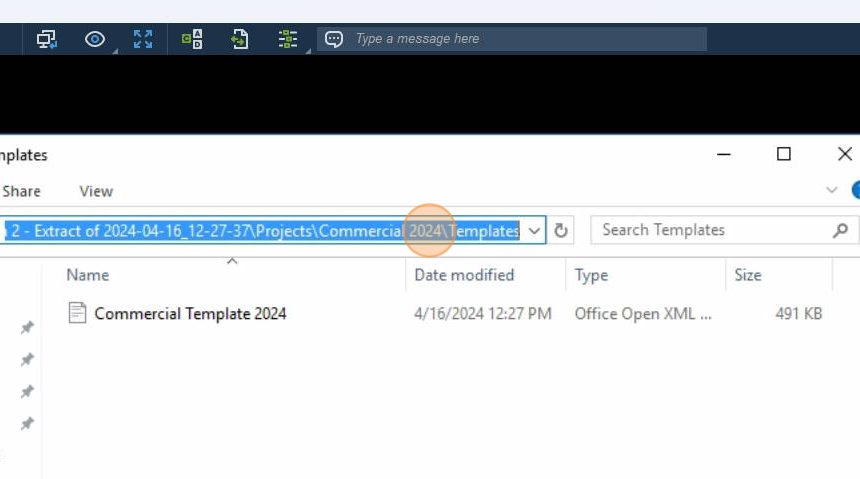 Type a message here
mplates
Share View
2 - Extract of 2024-04-16_12-27-37\Projects\Commercial 2024\Templates Search Templates
Name Date modified Type Size
Commercial Template 2024 4/16/2024 12:27 PM Office Open XML ... 491 KB